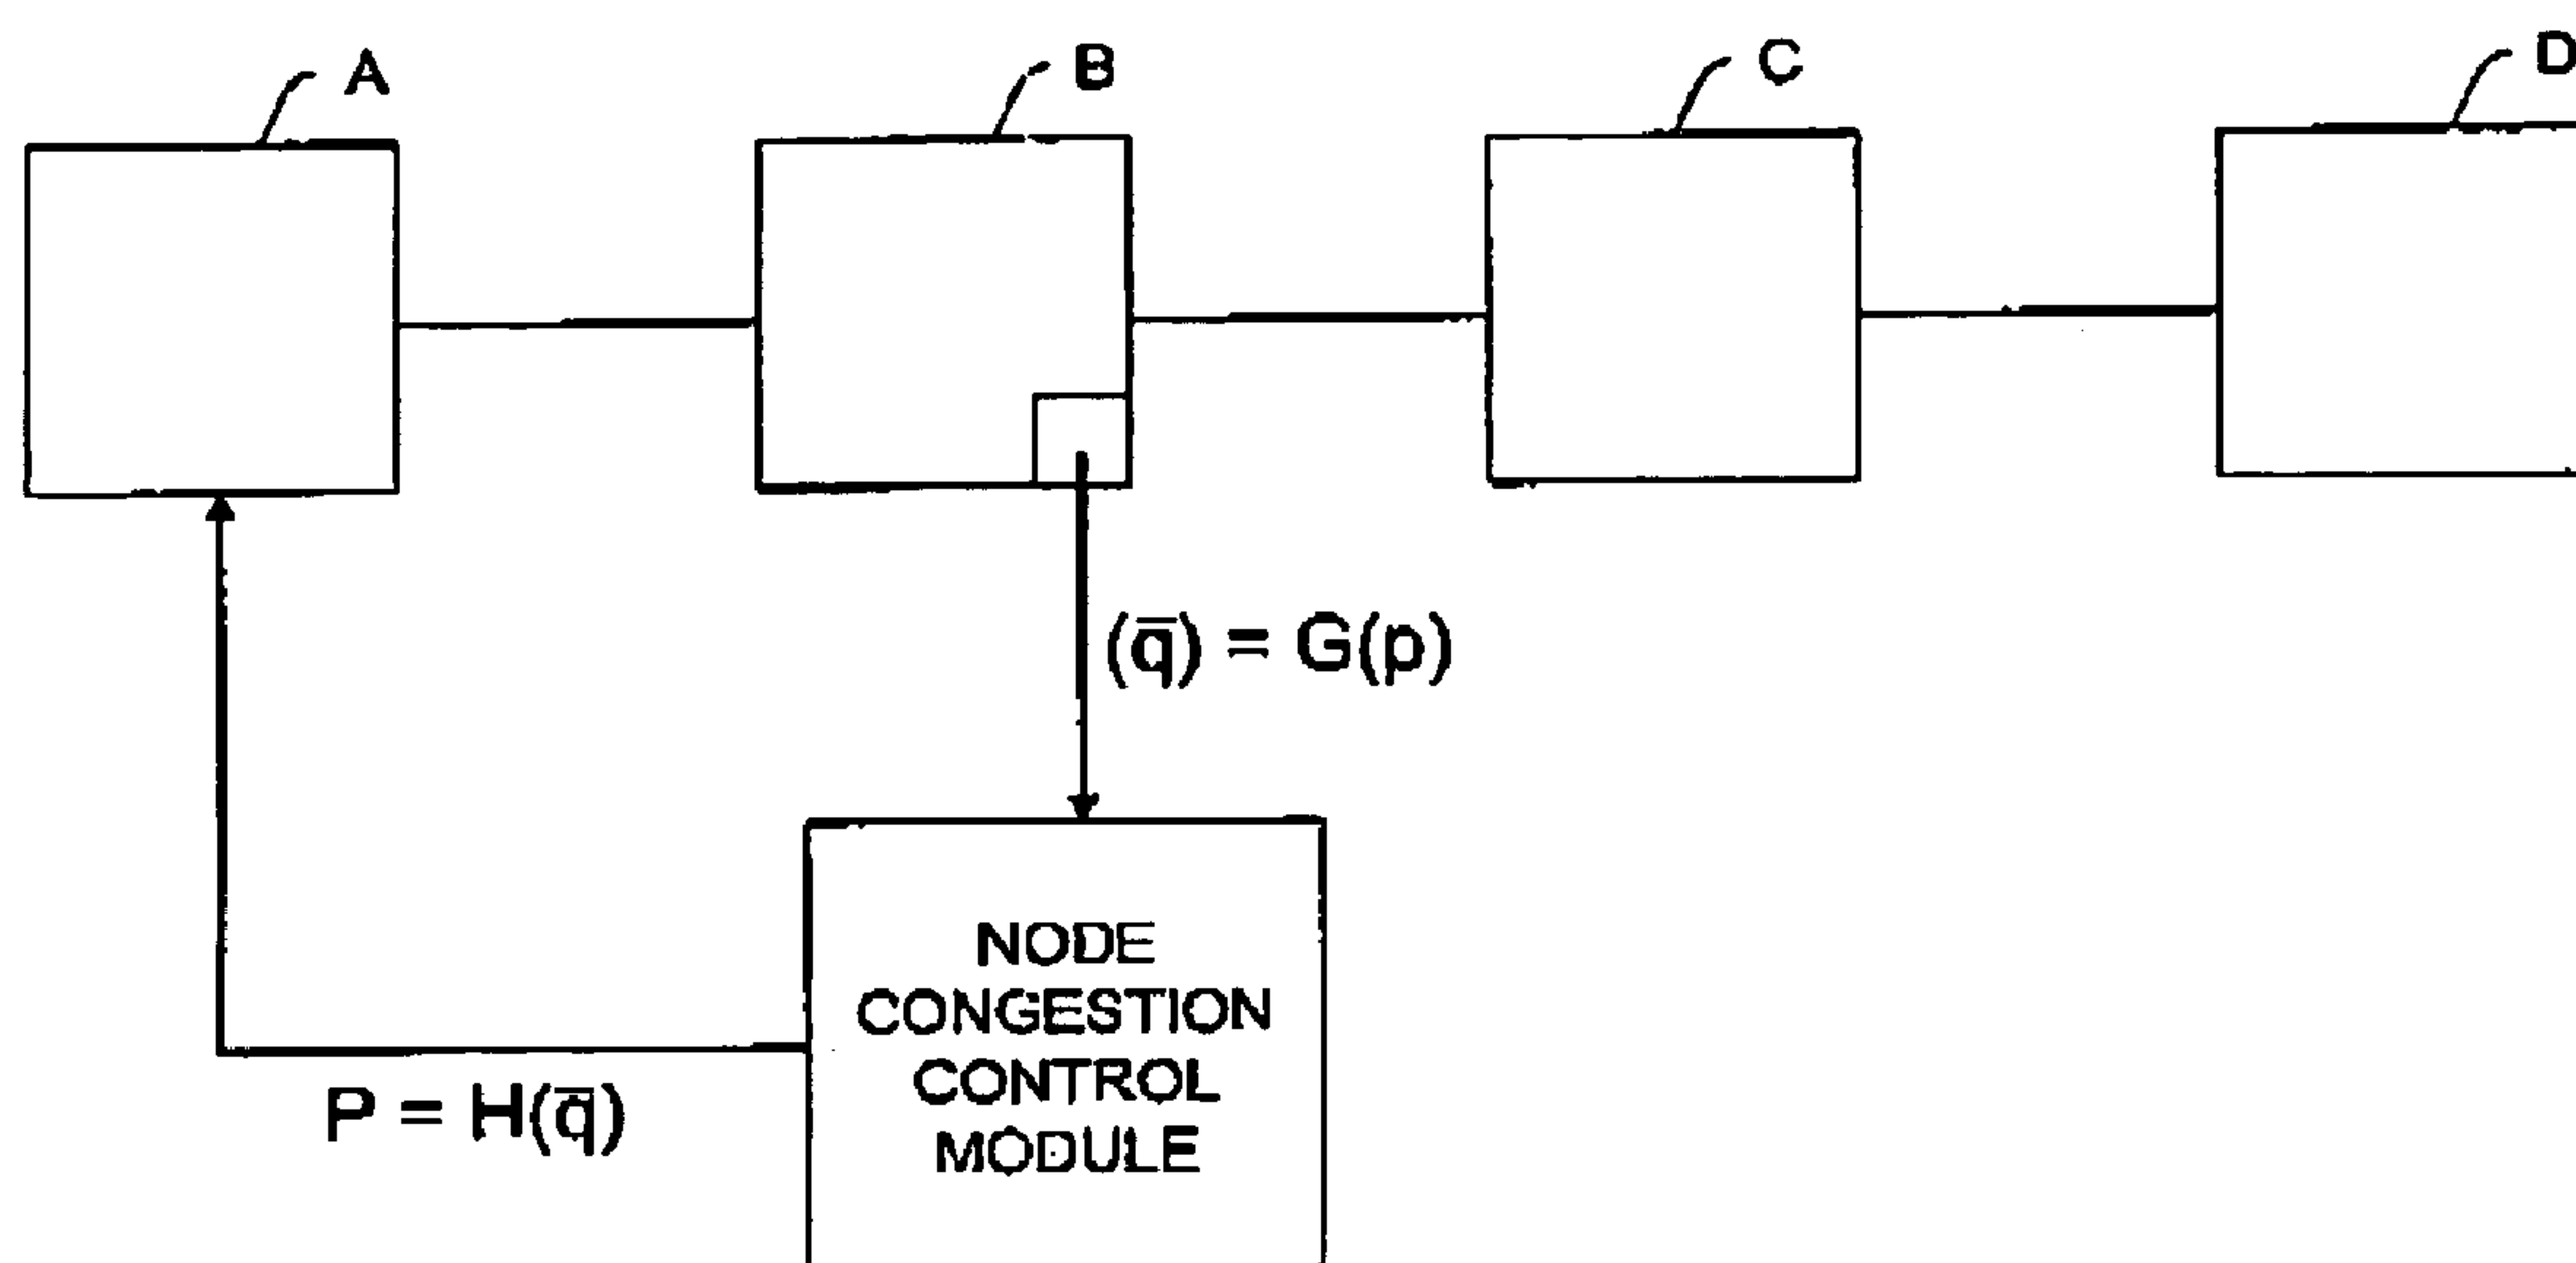 A
B
C
D
(q̅) = G(p)
NODE
CONGESTION
CONTROL
MODULE
P = H(q̅)